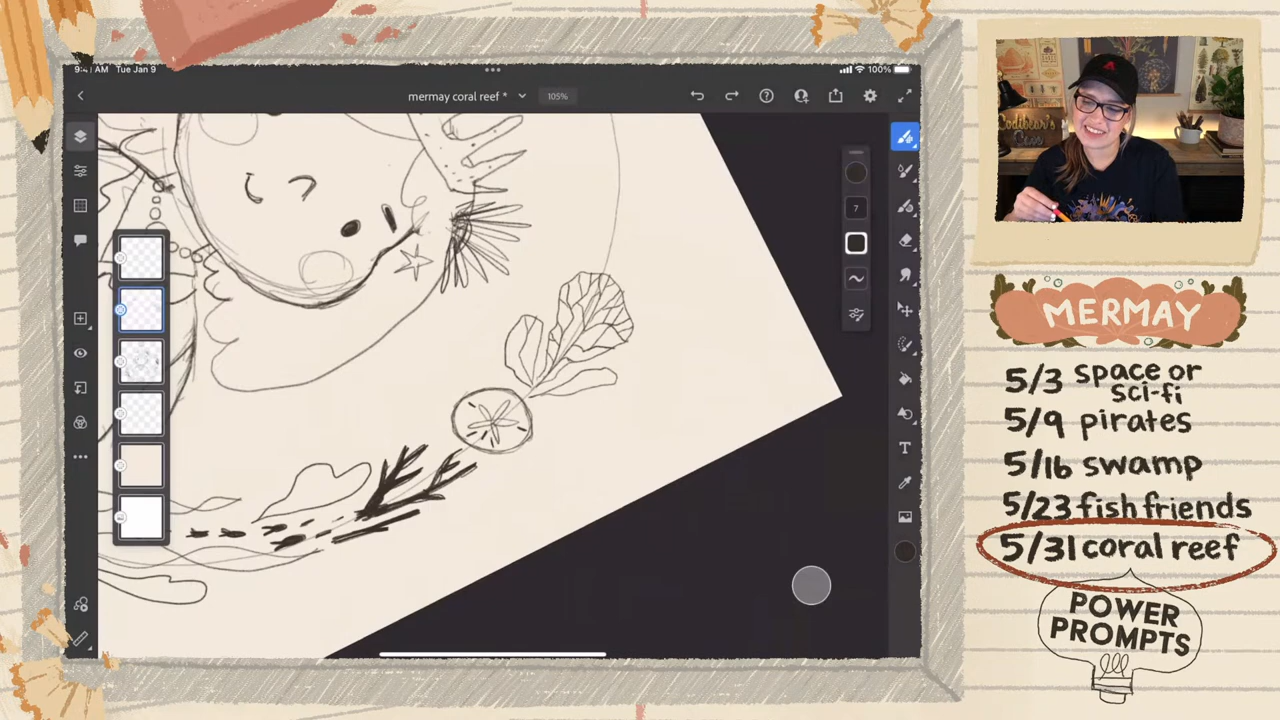 9:41 AM Tue Jan 9
100%
mermay coral reef *
105%
7
T
MERMAY
5/3 space or
sci-fi
5/9 pirates
5/16 swamp
5/23 fish friends
5/31 coral reef
POWER
PROMPTS